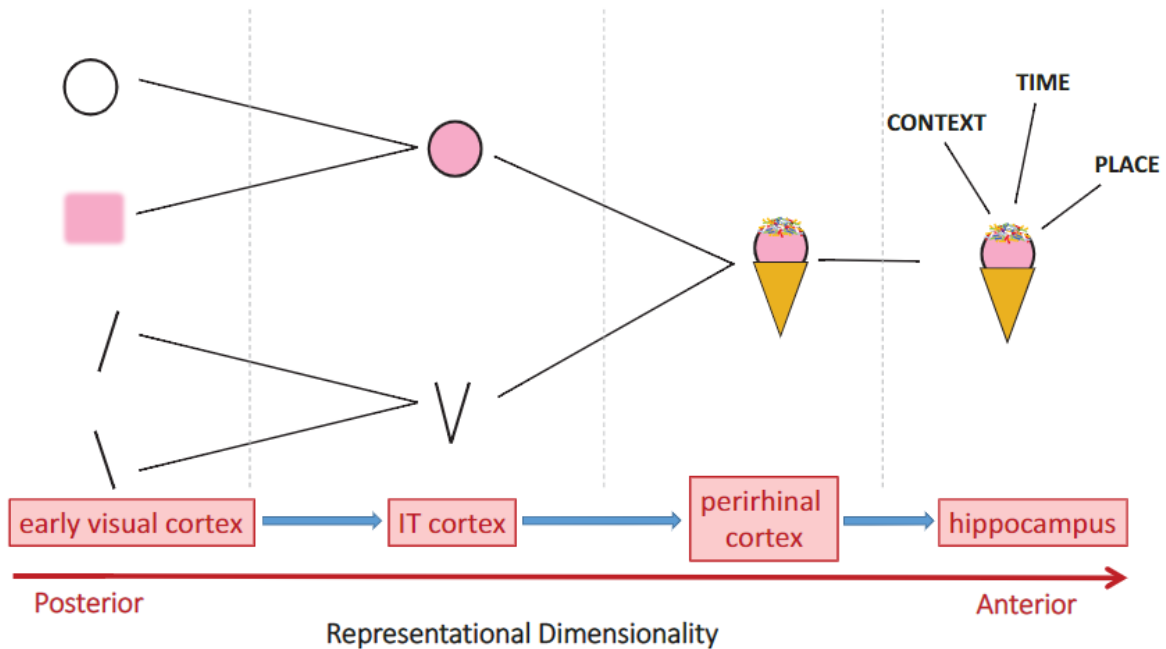 TIME
CONTEXT
PLACE
early visual cortex
IT cortex
perirhinal
cortex
hippocampus
Posterior
Anterior
Representational Dimensionality